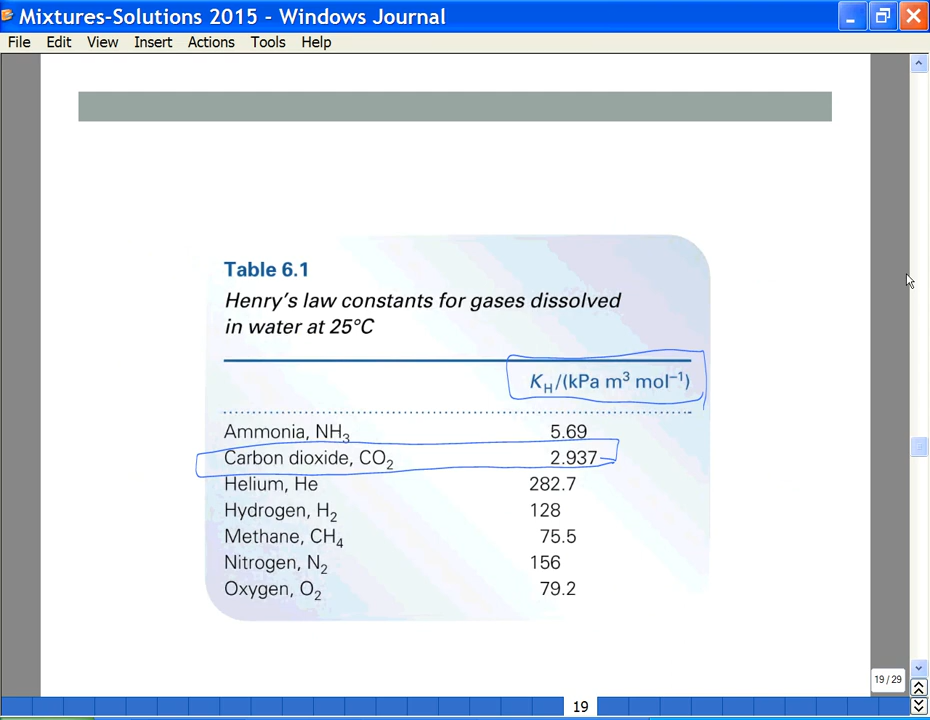 Mixtures-Solutions 2015 - Windows Journal
File Edit View Insert Actions Tools Help
Table 6.1
Henry's law constants for gases dissolved
in water at 25°C
K_H/(kPa m³ mol⁻¹)
Ammonia, NH₃ 5.69
Carbon dioxide, CO₂ 2.937
Helium, He 282.7
Hydrogen, H₂ 128
Methane, CH₄ 75.5
Nitrogen, N₂ 156
Oxygen, O₂ 79.2
19 / 29
19